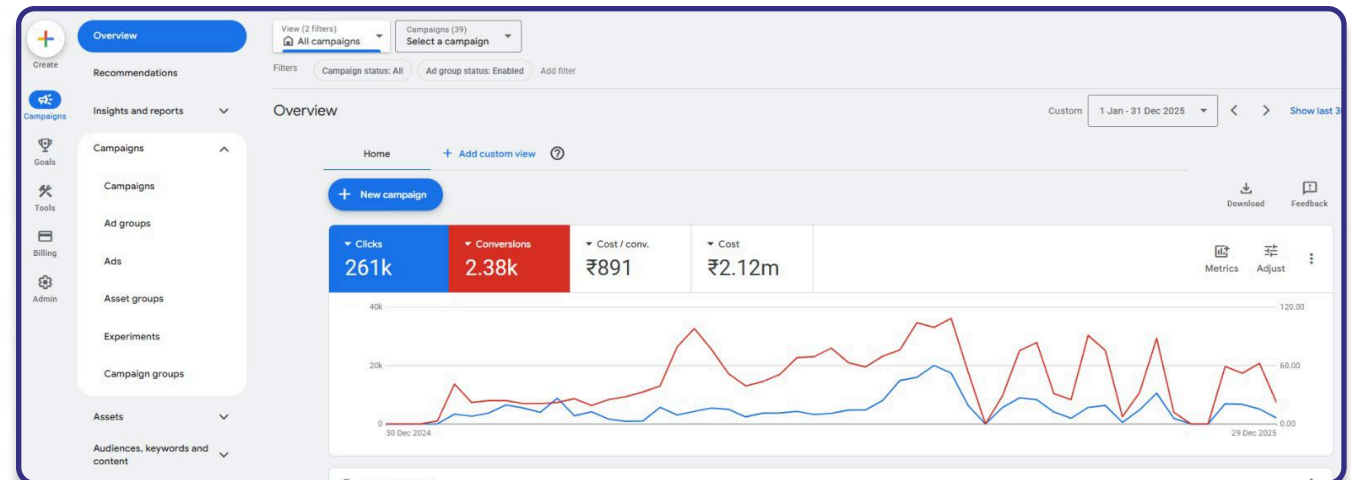 Create
Campaigns
Goals
Tools
Billing
Admin
Overview
Recommendations
Insights and reports
Campaigns
Campaigns
Ad groups
Ads
Asset groups
Experiments
Campaign groups
Assets
Audiences, keywords and
content
View (2 filters)
All campaigns
Campaigns (39)
Select a campaign
Filters
Campaign status: All
Ad group status: Enabled
Add filter
Overview
Custom
1 Jan - 31 Dec 2025
Show last 3
Home
+ Add custom view
+ New campaign
Download
Feedback
Clicks
261k
Conversions
2.38k
Cost / conv.
₹891
Cost
₹2.12m
Metrics
Adjust
40k
20k
0
120.00
60.00
0.00
30 Dec 2024
29 Dec 2025